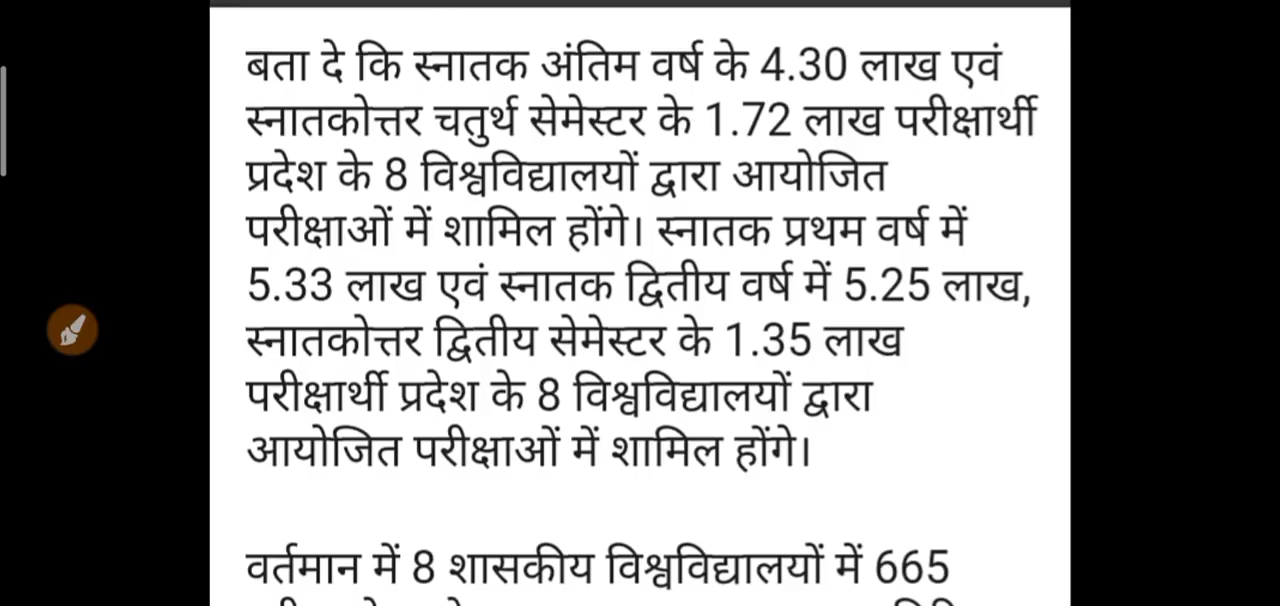 बता दे कि स्नातक अंतिम वर्ष के 4.30 लाख एवं
स्नातकोत्तर चतुर्थ सेमेस्टर के 1.72 लाख परीक्षार्थी
प्रदेश के 8 विश्वविद्यालयों द्वारा आयोजित
परीक्षाओं में शामिल होंगे। स्नातक प्रथम वर्ष में
5.33 लाख एवं स्नातक द्वितीय वर्ष में 5.25 लाख,
स्नातकोत्तर द्वितीय सेमेस्टर के 1.35 लाख
परीक्षार्थी प्रदेश के 8 विश्वविद्यालयों द्वारा
आयोजित परीक्षाओं में शामिल होंगे।
वर्तमान में 8 शासकीय विश्वविद्यालयों में 665